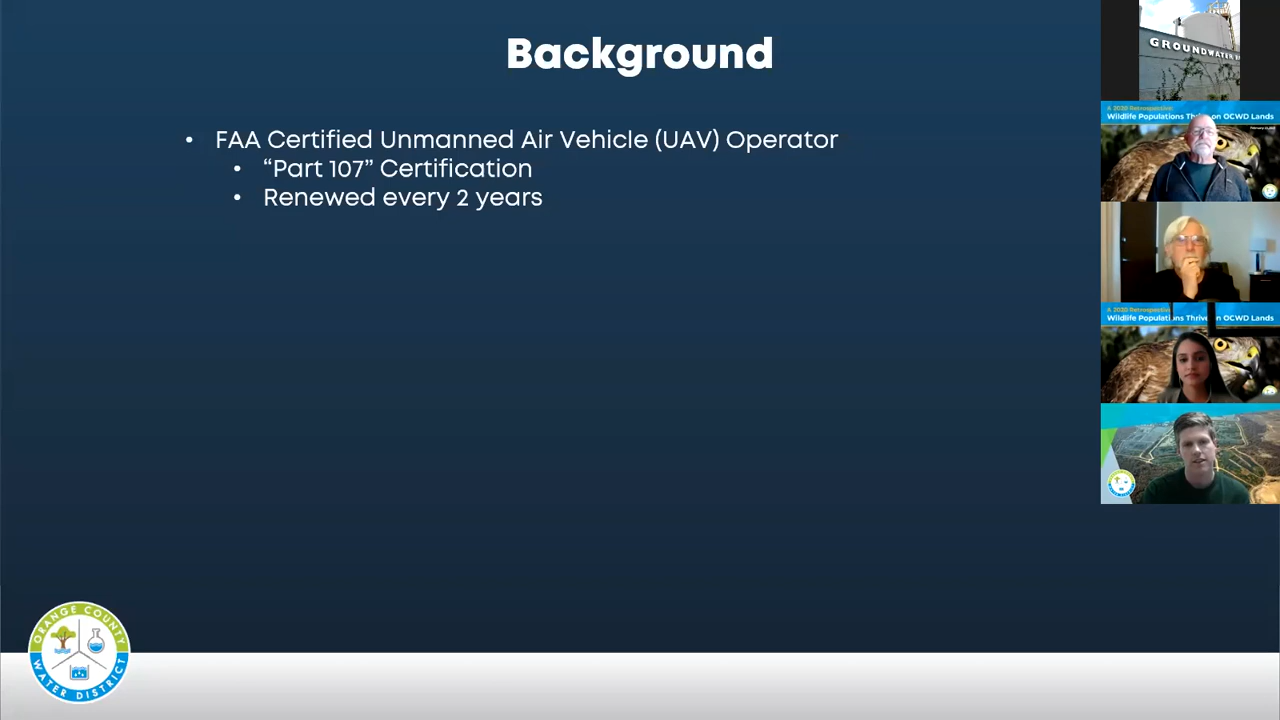 Background
• FAA Certified Unmanned Air Vehicle (UAV) Operator
• “Part 107” Certification
• Renewed every 2 years
GROUNDWATER
A 2020 Retrospective:
Wildlife Populations Thrive on OCWD Lands
A 2020 Retrospective
Wildlife Populations Thrive on OCWD Lands
ORANGE COUNTY
WATER DISTRICT